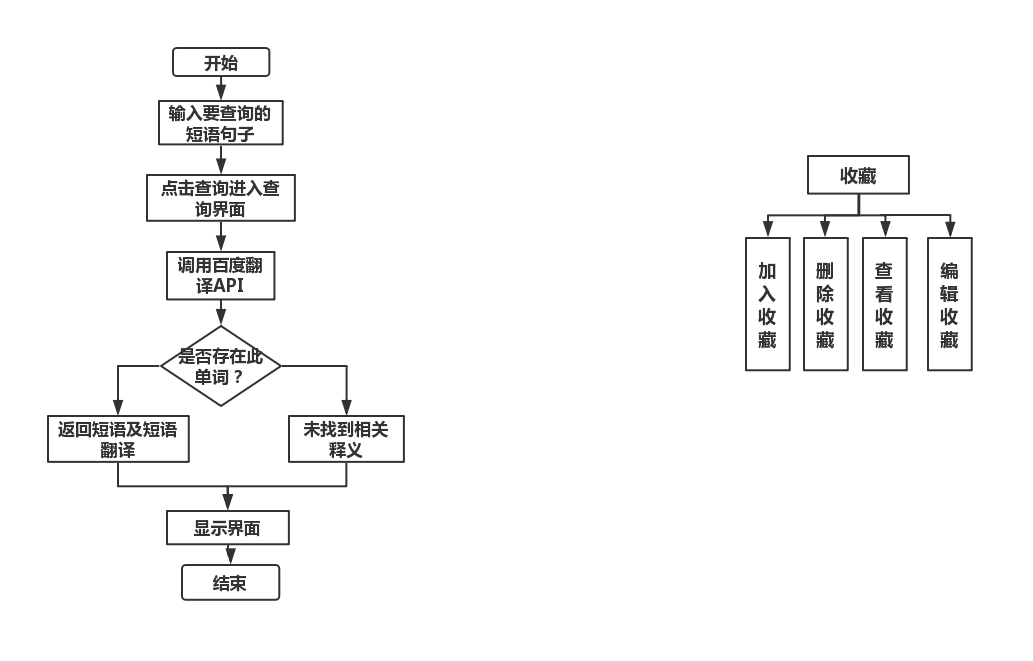 开始
输入要查询的
短语句子
点击查询进入查
询界面
调用百度翻
译API
是否存在此
单词？
返回短语及短语
翻译
未找到相关
释义
显示界面
结束
收藏
加入收藏
删除收藏
查看收藏
编辑收藏